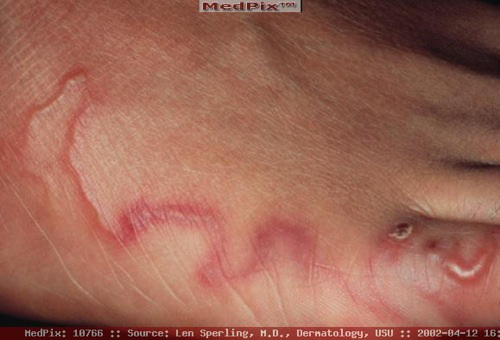 MedPix
MedPix: 10766 :: Source: Len Sperling, M.D., Dermatology, USU :: 2002-04-12 16: